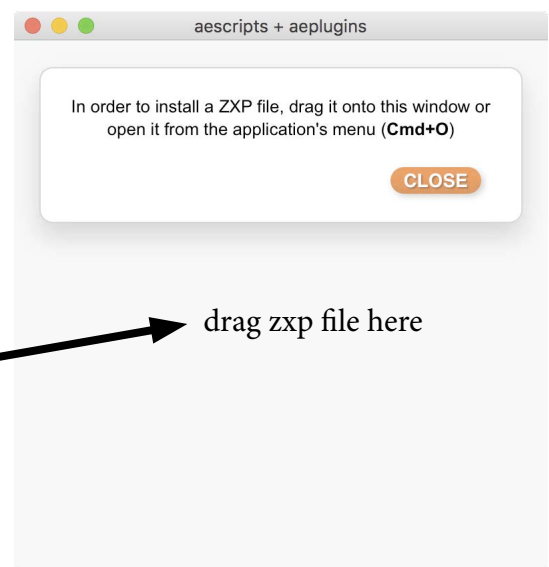 aescripts + aeplugins
In order to install a ZXP file, drag it onto this window or
open it from the application's menu (Cmd+O)
CLOSE
drag zxp file here